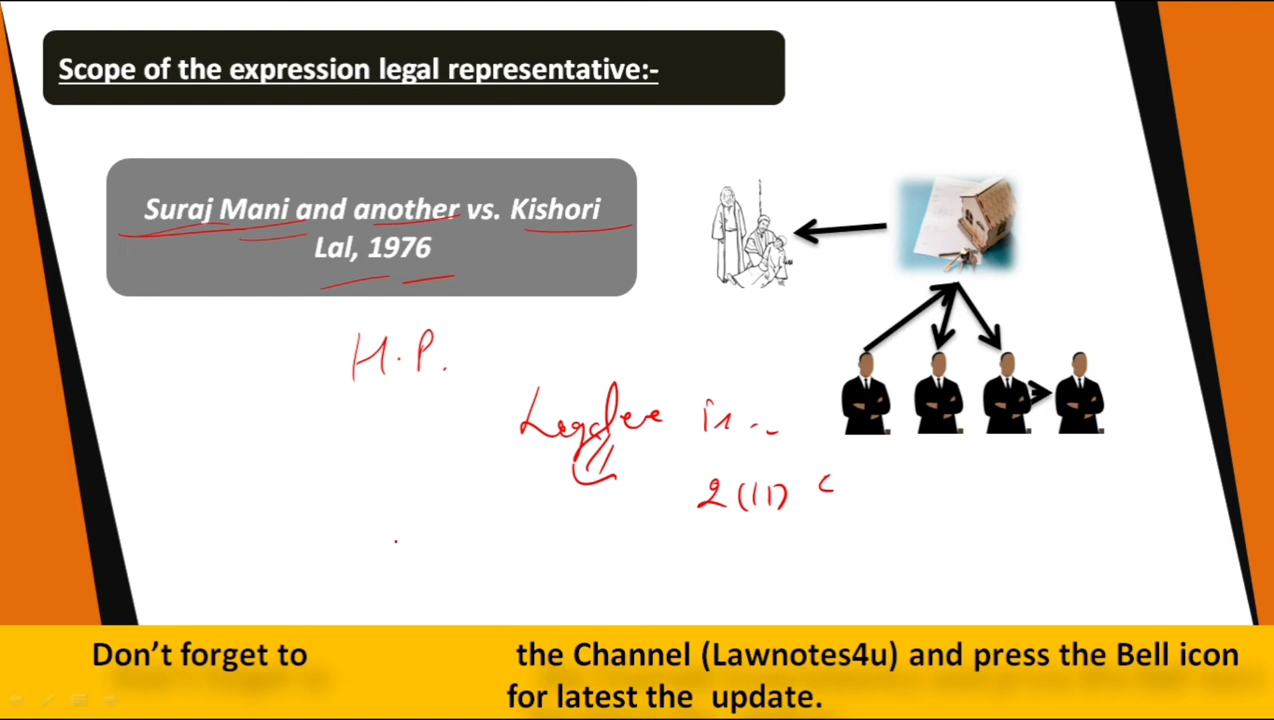 Scope of the expression legal representative:-
Suraj Mani and another vs. Kishori
Lal, 1976
H.P.
Legatee is..
2(11) C
Don't forget to the Channel (Lawnotes4u) and press the Bell icon
for latest the update.